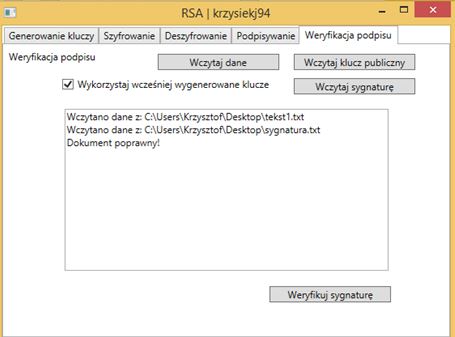 RSA | krzysiekj94
Generowanie kluczy Szyfrowanie Deszyfrowanie Podpisywanie Weryfikacja podpisu
Weryfikacja podpisu Wczytaj dane Wczytaj klucz publiczny
Wykorzystaj wcześniej wygenerowane klucze Wczytaj sygnaturę
Wczytano dane z: C:\Users\Krzysztof\Desktop\tekst1.txt
Wczytano dane z: C:\Users\Krzysztof\Desktop\sygnatura.txt
Dokument poprawny!
Weryfikuj sygnaturę